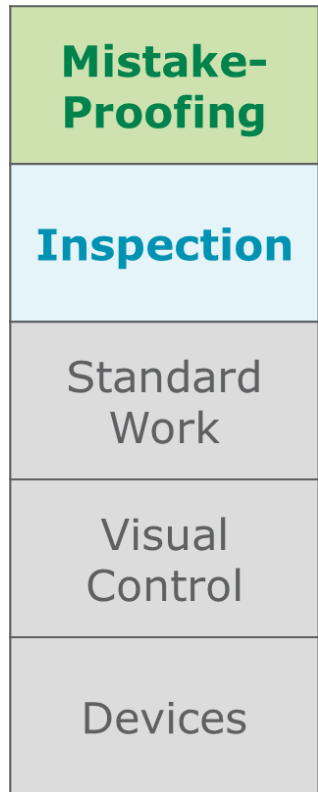 Mistake-
Proofing
Inspection
Standard
Work
Visual
Control
Devices